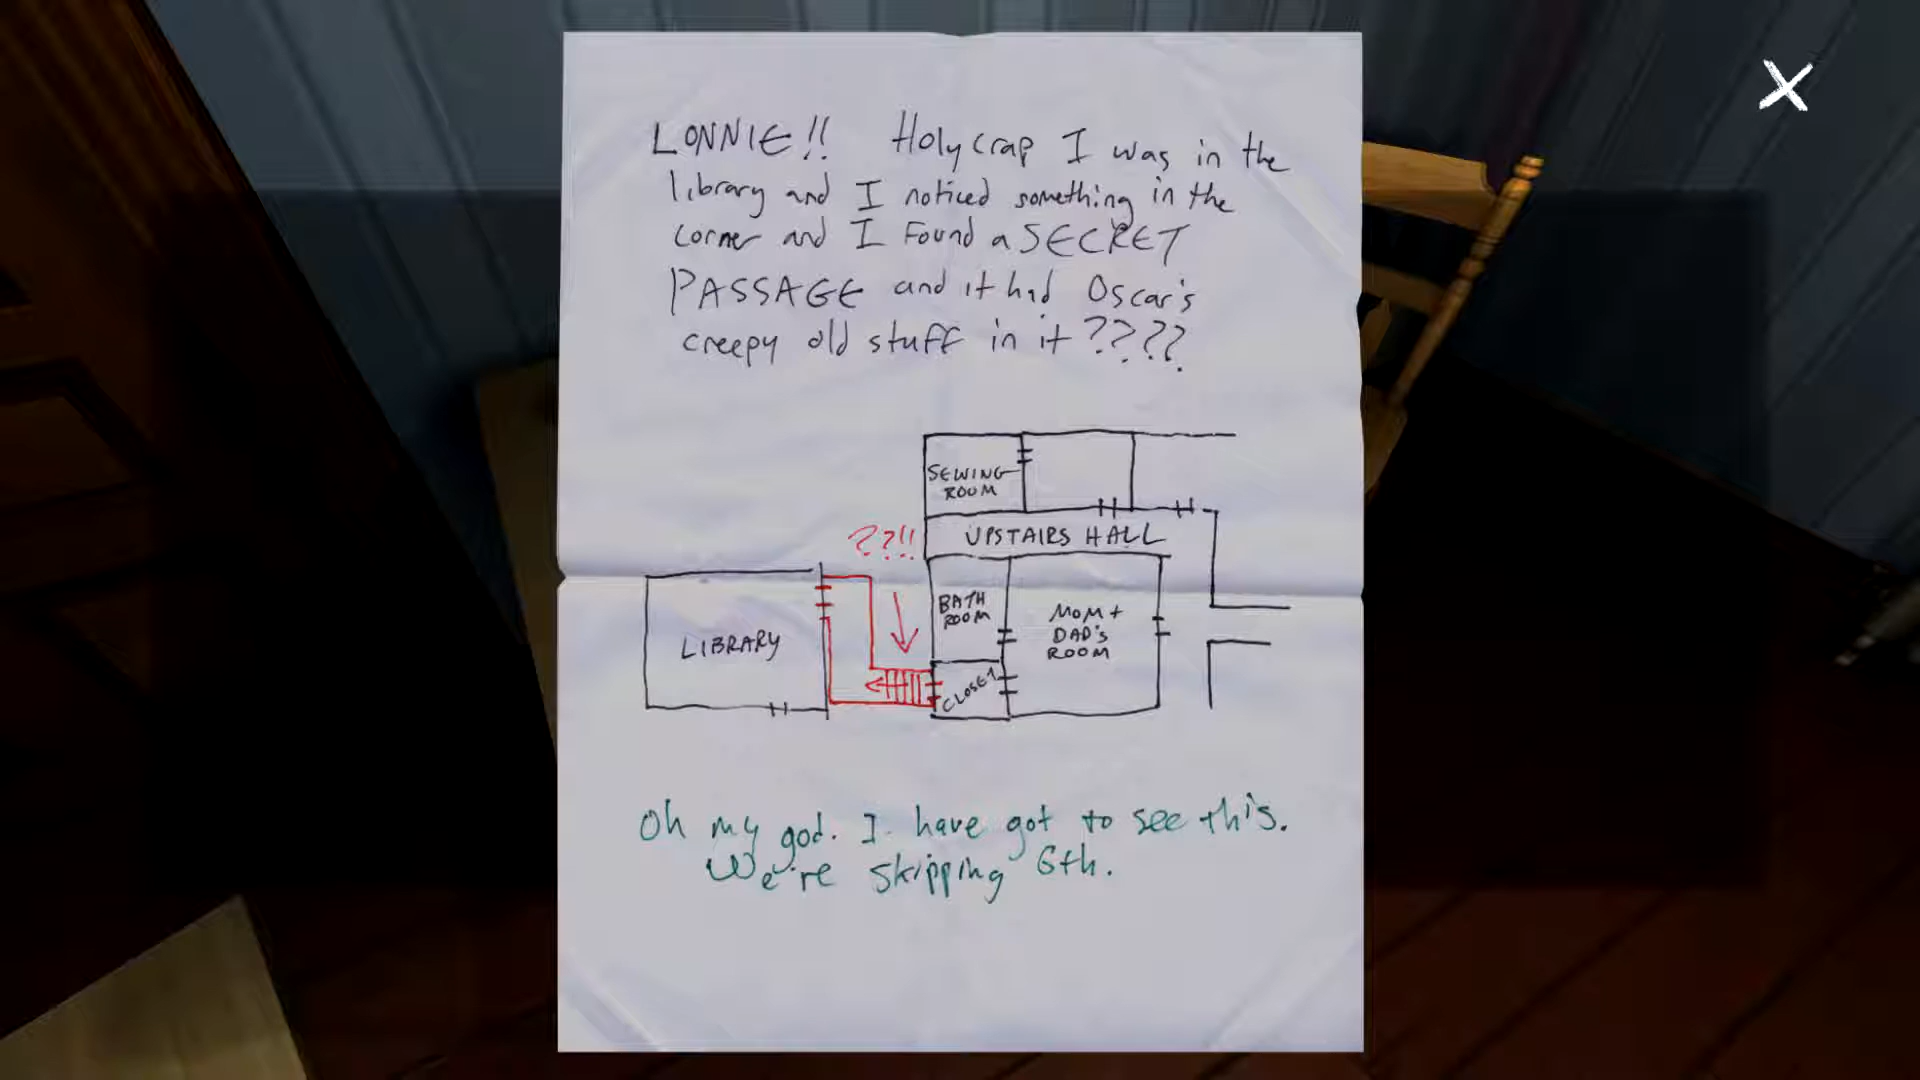 LONNIE!! Holy crap I was in the
library and I noticed something in the
corner and I found a SECRET
PASSAGE and it had Oscar's
creepy old stuff in it????
SEWING
ROOM
UPSTAIRS HALL
??!!
BATH
ROOM
MOM +
DAD'S
ROOM
LIBRARY
CLOSET
Oh my god. I have got to see this.
We're skipping 6th.